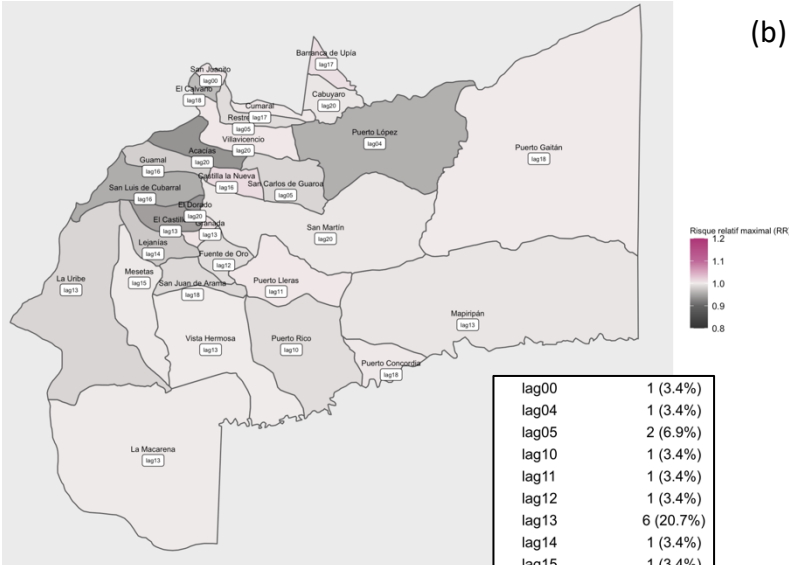 (b)
Barranca de Upía
lag17
San Juanito
lag00
El Calvario
lag18
Cabuyaro
lag20
Cumaral
lag17
Restre
lag05
Villavicencio
lag20
Puerto López
lag04
Puerto Gaitán
lag18
Acacías
lag20
Guamal
lag16
Castilla la Nueva
lag16
San Carlos de Guaroa
lag05
San Luis de Cubarral
lag16
El Dorado
lag20
El Castillo
lag13
Granada
lag13
San Martín
lag20
Lejanías
lag14
Fuente de Oro
lag12
La Uribe
lag13
Mesetas
lag15
San Juan de Arama
lag18
Puerto Lleras
lag11
Mapiripán
lag13
Vista Hermosa
lag13
Puerto Rico
lag10
Puerto Concordia
lag18
La Macarena
lag13
Risque relatif maximal (RR)
1.2
1.1
1.0
0.9
0.8
lag00 1 (3.4%)
lag04 1 (3.4%)
lag05 2 (6.9%)
lag10 1 (3.4%)
lag11 1 (3.4%)
lag12 1 (3.4%)
lag13 6 (20.7%)
lag14 1 (3.4%)
lag15 1 (3.4%)